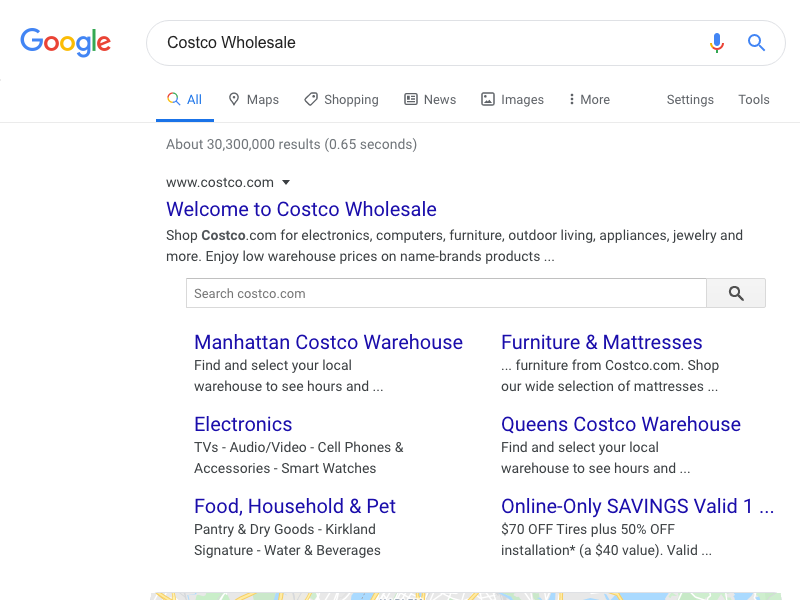 Google
Costco Wholesale
All Maps Shopping News Images More Settings Tools
About 30,300,000 results (0.65 seconds)
www.costco.com
Welcome to Costco Wholesale
Shop Costco.com for electronics, computers, furniture, outdoor living, appliances, jewelry and
more. Enjoy low warehouse prices on name-brands products ...
Search costco.com
Manhattan Costco Warehouse
Find and select your local
warehouse to see hours and ...
Furniture & Mattresses
... furniture from Costco.com. Shop
our wide selection of mattresses ...
Electronics
TVs - Audio/Video - Cell Phones &
Accessories - Smart Watches
Queens Costco Warehouse
Find and select your local
warehouse to see hours and ...
Food, Household & Pet
Pantry & Dry Goods - Kirkland
Signature - Water & Beverages
Online-Only SAVINGS Valid 1 ...
$70 OFF Tires plus 50% OFF
installation* (a $40 value). Valid ...